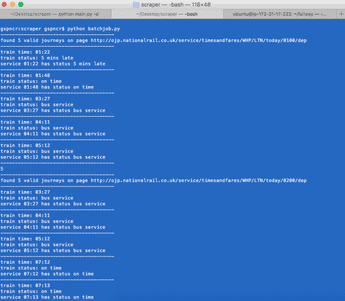 scraper — -bash — 118×48
~/Desktop/scraper — python main.py -d
~/Desktop/scraper — -bash
gspncr:scraper gspncr$ python batchjob.py
found 5 valid journeys on page http://ojp.nationalrail.co.uk/service/timesandfares/WHP/LTN/today/0100/dep
train time: 01:22
train status: 5 mins late
service 01:22 has status 5 mins late
train time: 01:48
train status: on time
service 01:48 has status on time
train time: 03:27
train status: bus service
service 03:27 has status bus service
train time: 04:11
train status: bus service
service 04:11 has status bus service
train time: 05:12
train status: bus service
service 05:12 has status bus service
5
found 5 valid journeys on page http://ojp.nationalrail.co.uk/service/timesandfares/WHP/LTN/today/0200/dep
train time: 03:27
train status: bus service
service 03:27 has status bus service
train time: 04:11
train status: bus service
service 04:11 has status bus service
train time: 05:12
train status: bus service
service 05:12 has status bus service
train time: 07:12
train status: on time
service 07:12 has status on time
train time: 07:13
train status: on time
service 07:13 has status on time